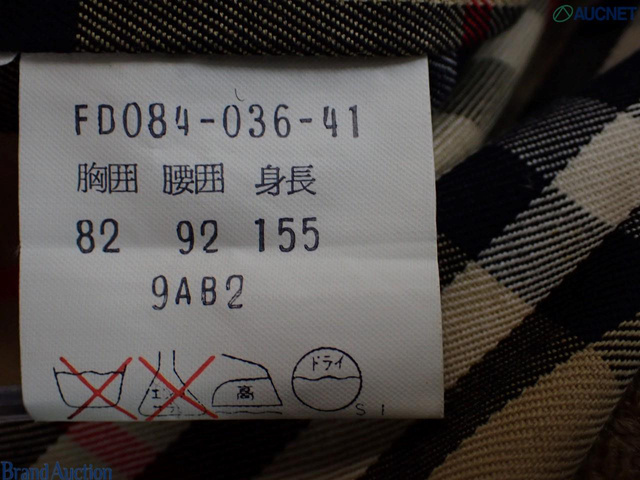 AUCNET
FD084-036-41
胸囲 腰囲 身長
82 92 155
9AB2
高 ドライ
S 1
Brand Auction